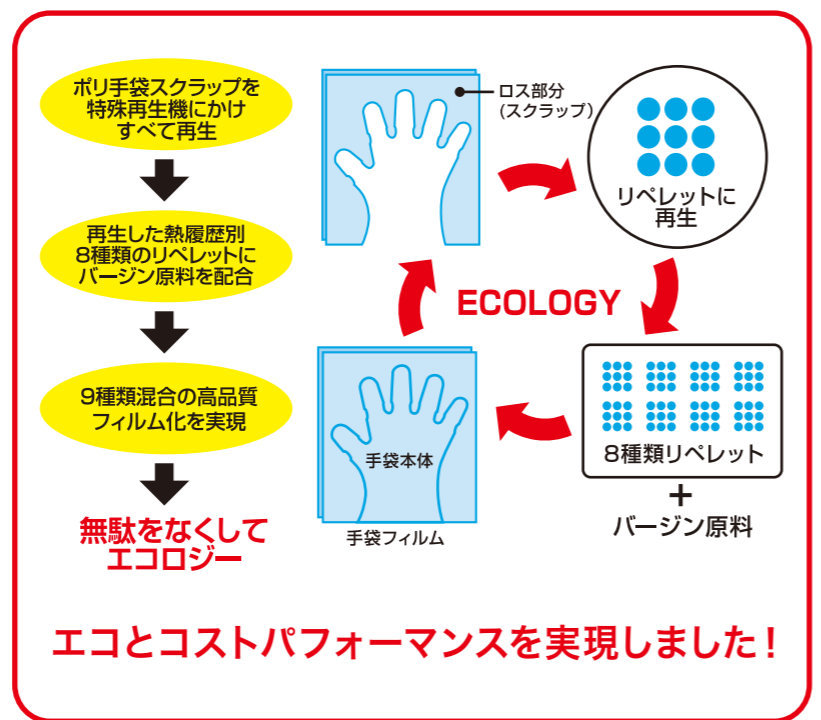 ポリ手袋スクラップを
特殊再生機にかけ
すべて再生
再生した熱履歴別
8種類のリペレットに
バージン原料を配合
9種類混合の高品質
フィルム化を実現
無駄をなくして
エコロジー
ロス部分
(スクラップ)
リペレットに
再生
ECOLOGY
8種類リペレット
+
バージン原料
手袋本体
手袋フィルム
エコとコストパフォーマンスを実現しました!